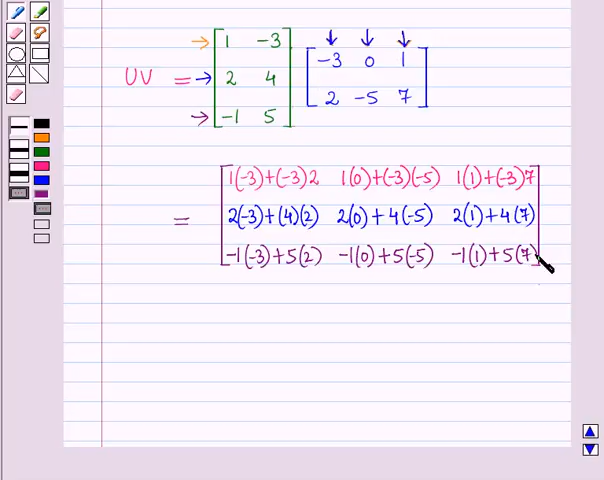 1 -3 -3 0 1
UV = 2 4
2 -5 7
-1 5
1(-3)+(-3)2 1(0)+(-3)(-5) 1(1)+(-3)7
= 2(-3)+(4)(2) 2(0)+4(-5) 2(1)+4(7)
-1(-3)+5(2) -1(0)+5(-5) -1(1)+5(7)